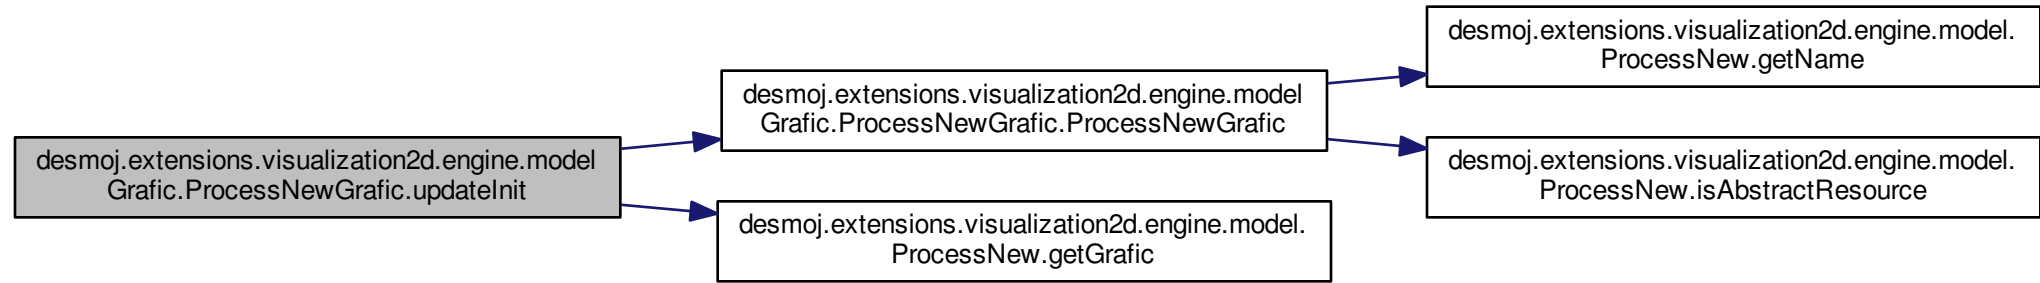 desmoj.extensions.visualization2d.engine.model
Grafic.ProcessNewGrafic.updateInit
desmoj.extensions.visualization2d.engine.model
Grafic.ProcessNewGrafic.ProcessNewGrafic
desmoj.extensions.visualization2d.engine.model.
ProcessNew.getGrafic
desmoj.extensions.visualization2d.engine.model.
ProcessNew.getName
desmoj.extensions.visualization2d.engine.model.
ProcessNew.isAbstractResource